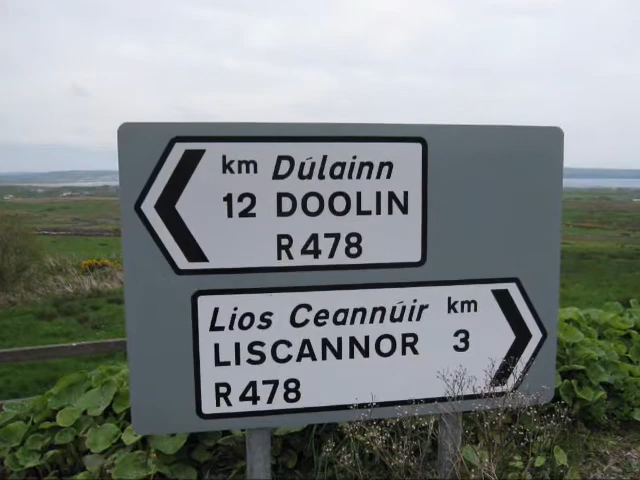 km Dúlainn
12 DOOLIN
R478
Lios Ceannúir km
LISCANNOR 3
R478